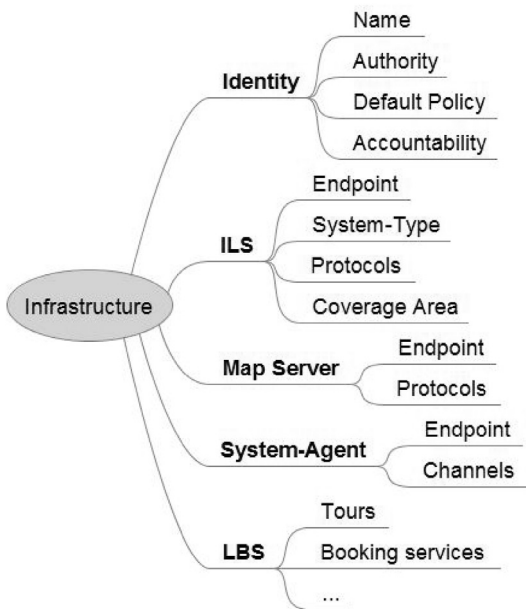 Name
Authority
Identity
Default Policy
Accountability
Endpoint
System-Type
ILS
Protocols
Coverage Area
Infrastructure
Endpoint
Map Server
Protocols
Endpoint
System-Agent
Channels
Tours
LBS
Booking services
...